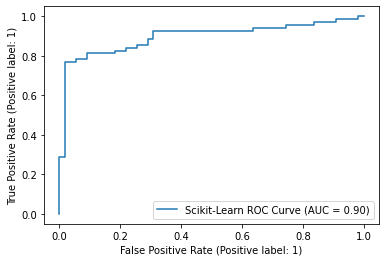 True Positive Rate (Positive label: 1)
1.0
0.8
0.6
0.4
0.2
0.0
Scikit-Learn ROC Curve (AUC = 0.90)
0.0 0.2 0.4 0.6 0.8 1.0
False Positive Rate (Positive label: 1)